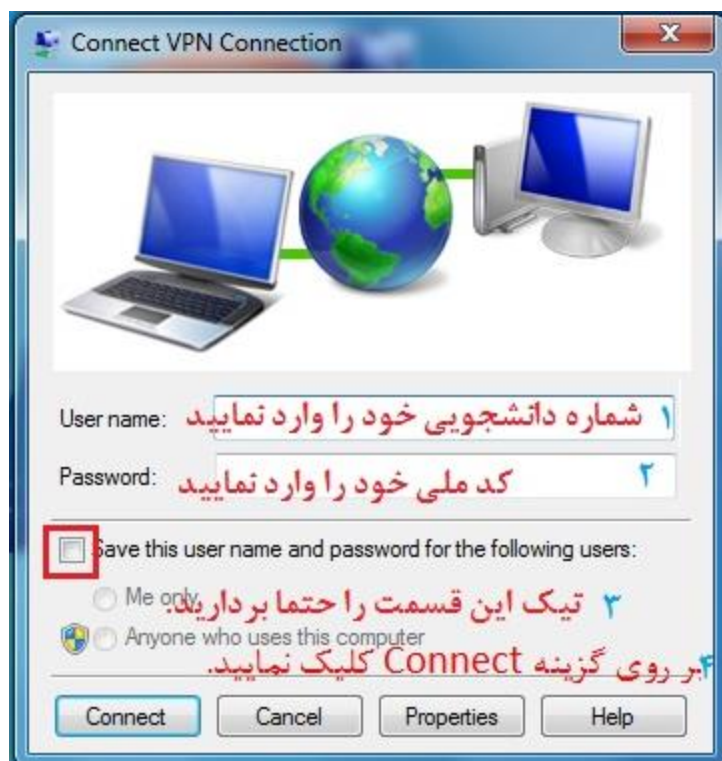 Connect VPN Connection
User name: ۱ شماره دانشجویی خود را وارد نمایید
Password: ۲ کد ملی خود را وارد نمایید
Save this user name and password for the following users:
Me only
۳ تیک این قسمت را حتما بردارید.
Anyone who uses this computer
۴ بر روی گزینه Connect کلیک نمایید.
Connect Cancel Properties Help